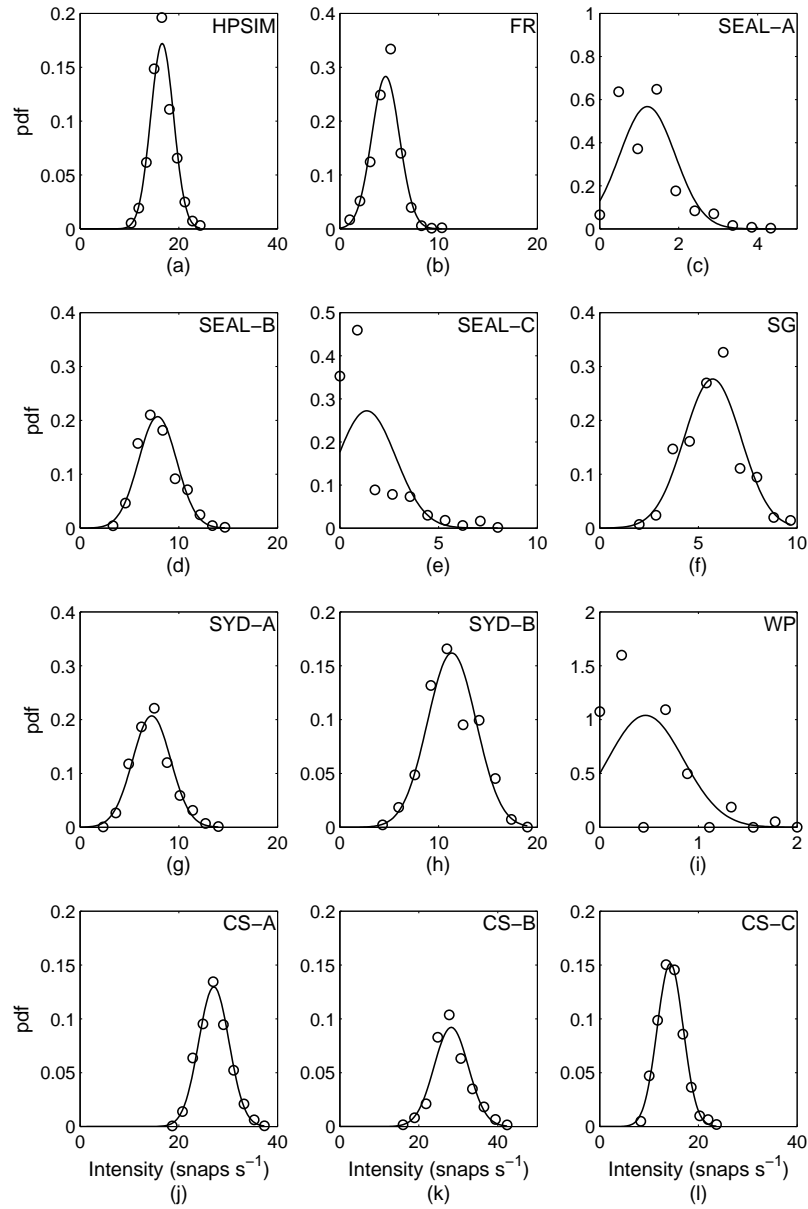 HPSIM
FR
SEAL−A
pdf
0.2
0.15
0.1
0.05
0
0 20 40
(a)
0.4
0.3
0.2
0.1
0
0 10 20
(b)
1
0.8
0.6
0.4
0.2
0
0 2 4
(c)
SEAL−B
SEAL−C
SG
pdf
0.4
0.3
0.2
0.1
0
0 10 20
(d)
0.5
0.4
0.3
0.2
0.1
0
0 5 10
(e)
0.4
0.3
0.2
0.1
0
0 5 10
(f)
SYD−A
SYD−B
WP
pdf
0.4
0.3
0.2
0.1
0
0 10 20
(g)
0.2
0.15
0.1
0.05
0
0 10 20
(h)
2
1.5
1
0.5
0
0 1 2
(i)
CS−A
CS−B
CS−C
pdf
0.2
0.15
0.1
0.05
0
0 20 40
Intensity (snaps s−1)
(j)
0.2
0.15
0.1
0.05
0
0 20 40
Intensity (snaps s−1)
(k)
0.2
0.15
0.1
0.05
0
0 10 20 30 40
Intensity (snaps s−1)
(l)